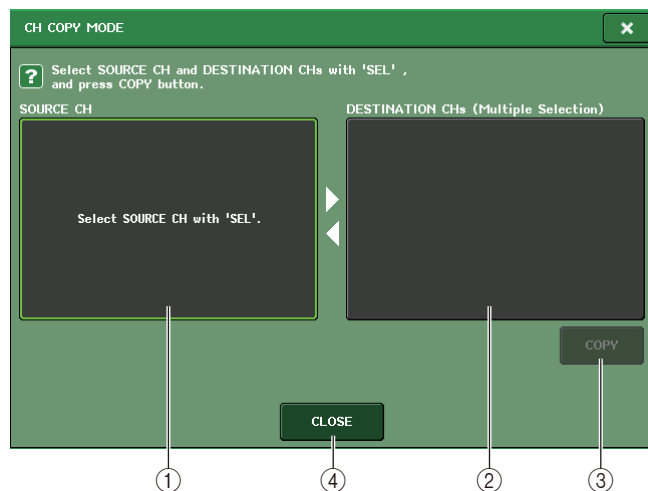 CH COPY MODE
×
? Select SOURCE CH and DESTINATION CHs with 'SEL' ,
and press COPY button.
SOURCE CH
DESTINATION CHs (Multiple Selection)
Select SOURCE CH with 'SEL'.
COPY
CLOSE
① ④ ② ③